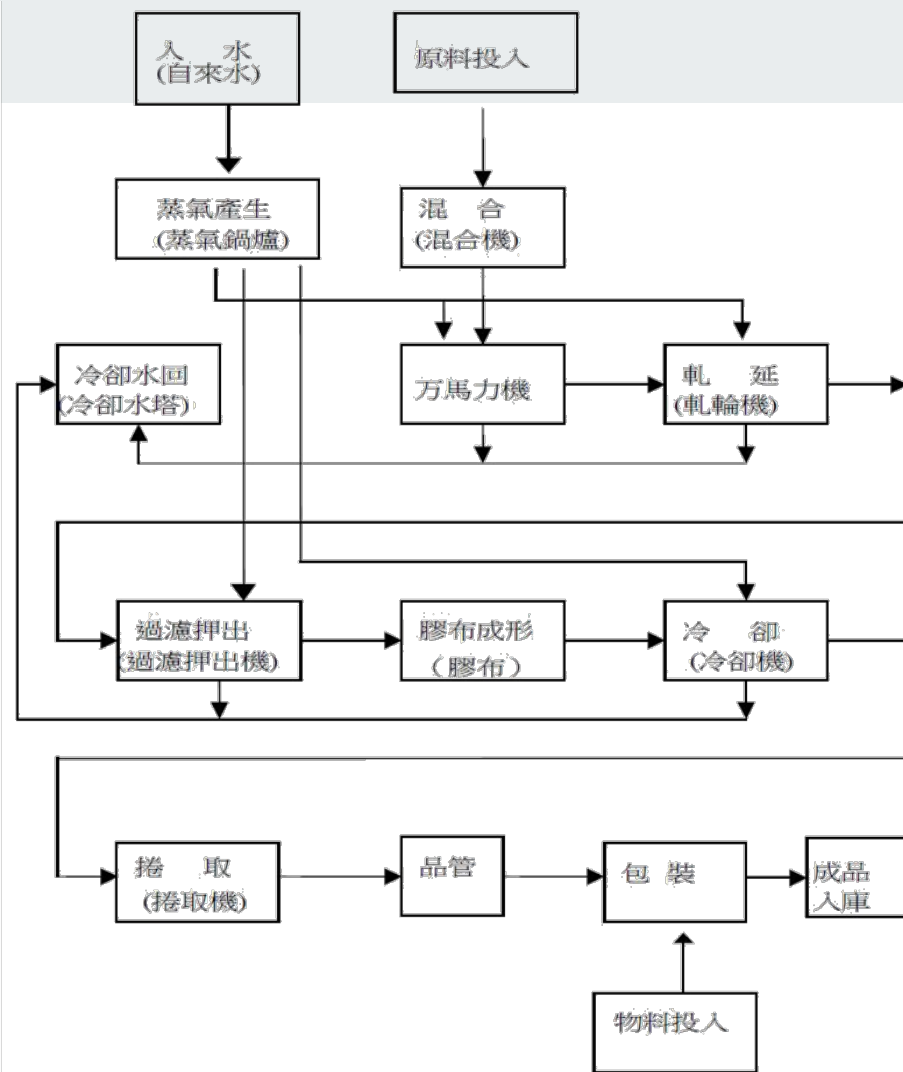 入 水
(自來水)
原料投入
蒸氣產生
(蒸氣鍋爐)
混 合
(混合機)
冷卻水回
(冷卻水塔)
万馬力機
軋 延
(軋輪機)
過濾押出
(過濾押出機)
膠布成形
(膠布)
冷 卻
(冷卻機)
捲 取
(捲取機)
品管
包 裝
成品
入庫
物料投入